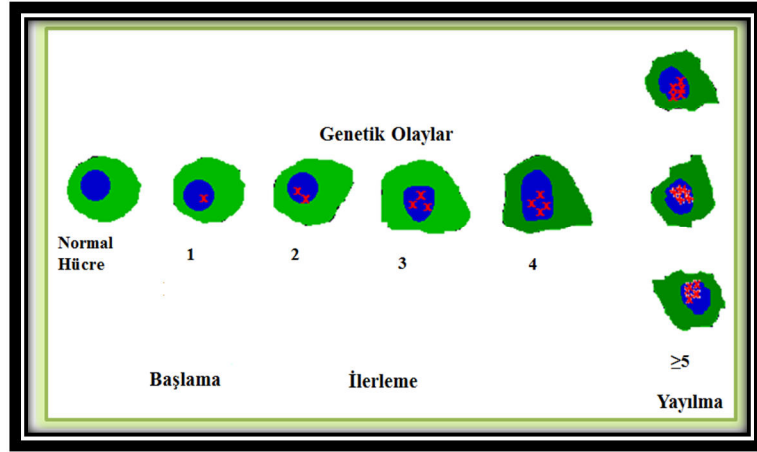 Genetik Olaylar
Normal
Hücre
1
2
3
4
≥5
Başlama
İlerleme
Yayılma